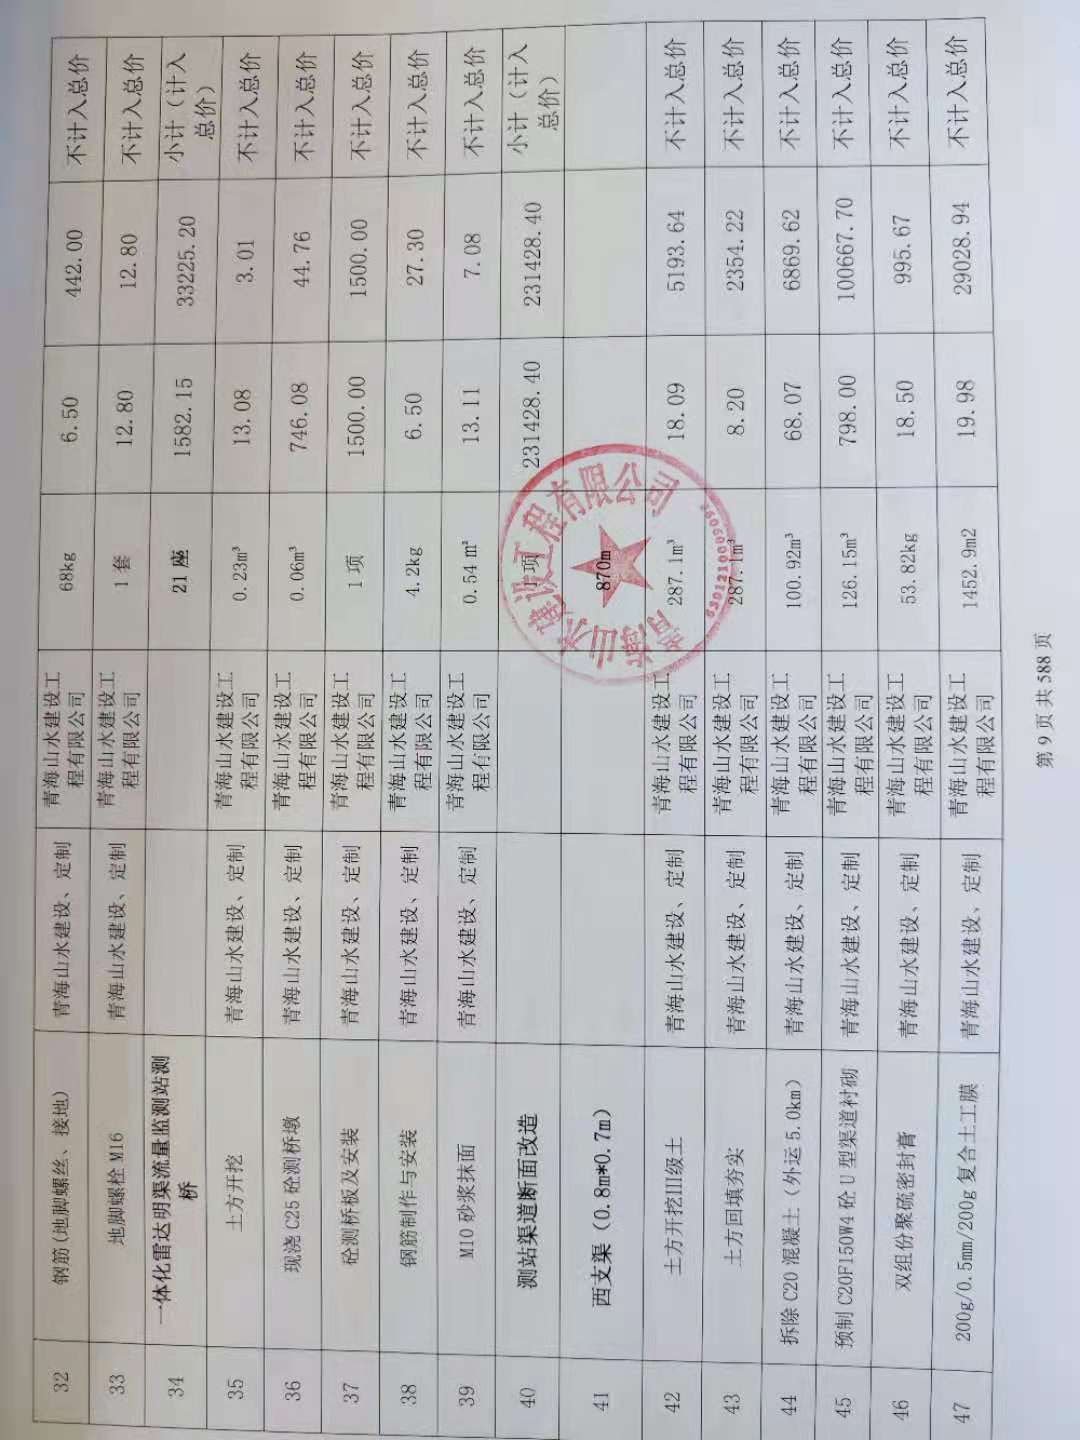 32 钢筋(地脚螺丝、接地) 青海山水建设、定制 青海山水建设工程有限公司 68kg 6.50 442.00 不计入总价
33 地脚螺栓 M16 青海山水建设、定制 青海山水建设工程有限公司 1 套 12.80 12.80 不计入总价
34 一体化雷达明渠流量监测站测桥 21 座 1582.15 33225.20 小计（计入总价）
35 土方开挖 青海山水建设、定制 青海山水建设工程有限公司 0.23m³ 13.08 3.01 不计入总价
36 现浇 C25 砼测桥墩 青海山水建设、定制 青海山水建设工程有限公司 0.06m³ 746.08 44.76 不计入总价
37 砼测桥板及安装 青海山水建设、定制 青海山水建设工程有限公司 1 项 1500.00 1500.00 不计入总价
38 钢筋制作与安装 青海山水建设、定制 青海山水建设工程有限公司 4.2kg 6.50 27.30 不计入总价
39 M10 砂浆抹面 青海山水建设、定制 青海山水建设工程有限公司 0.54 m² 13.11 7.08 不计入总价
40 测站渠道断面改造 1 项 231428.40 231428.40 小计（计入总价）
41 西支渠（0.8m*0.7m） 870m
42 土方开挖III级土 青海山水建设、定制 青海山水建设工程有限公司 287.1m³ 18.09 5193.64 不计入总价
43 土方回填夯实 青海山水建设、定制 青海山水建设工程有限公司 287.1m³ 8.20 2354.22 不计入总价
44 拆除 C20 混凝土（外运 5.0km） 青海山水建设、定制 青海山水建设工程有限公司 100.92m³ 68.07 6869.62 不计入总价
45 预制 C20F150W4 砼 U 型渠道衬砌 青海山水建设、定制 青海山水建设工程有限公司 126.15m³ 798.00 100667.70 不计入总价
46 双组份聚硫密封膏 青海山水建设、定制 青海山水建设工程有限公司 53.82kg 18.50 995.67 不计入总价
47 200g/0.5mm/200g 复合土工膜 青海山水建设、定制 青海山水建设工程有限公司 1452.9m2 19.98 29028.94 不计入总价
青海山水建设工程有限公司
第 9 页 共 588 页